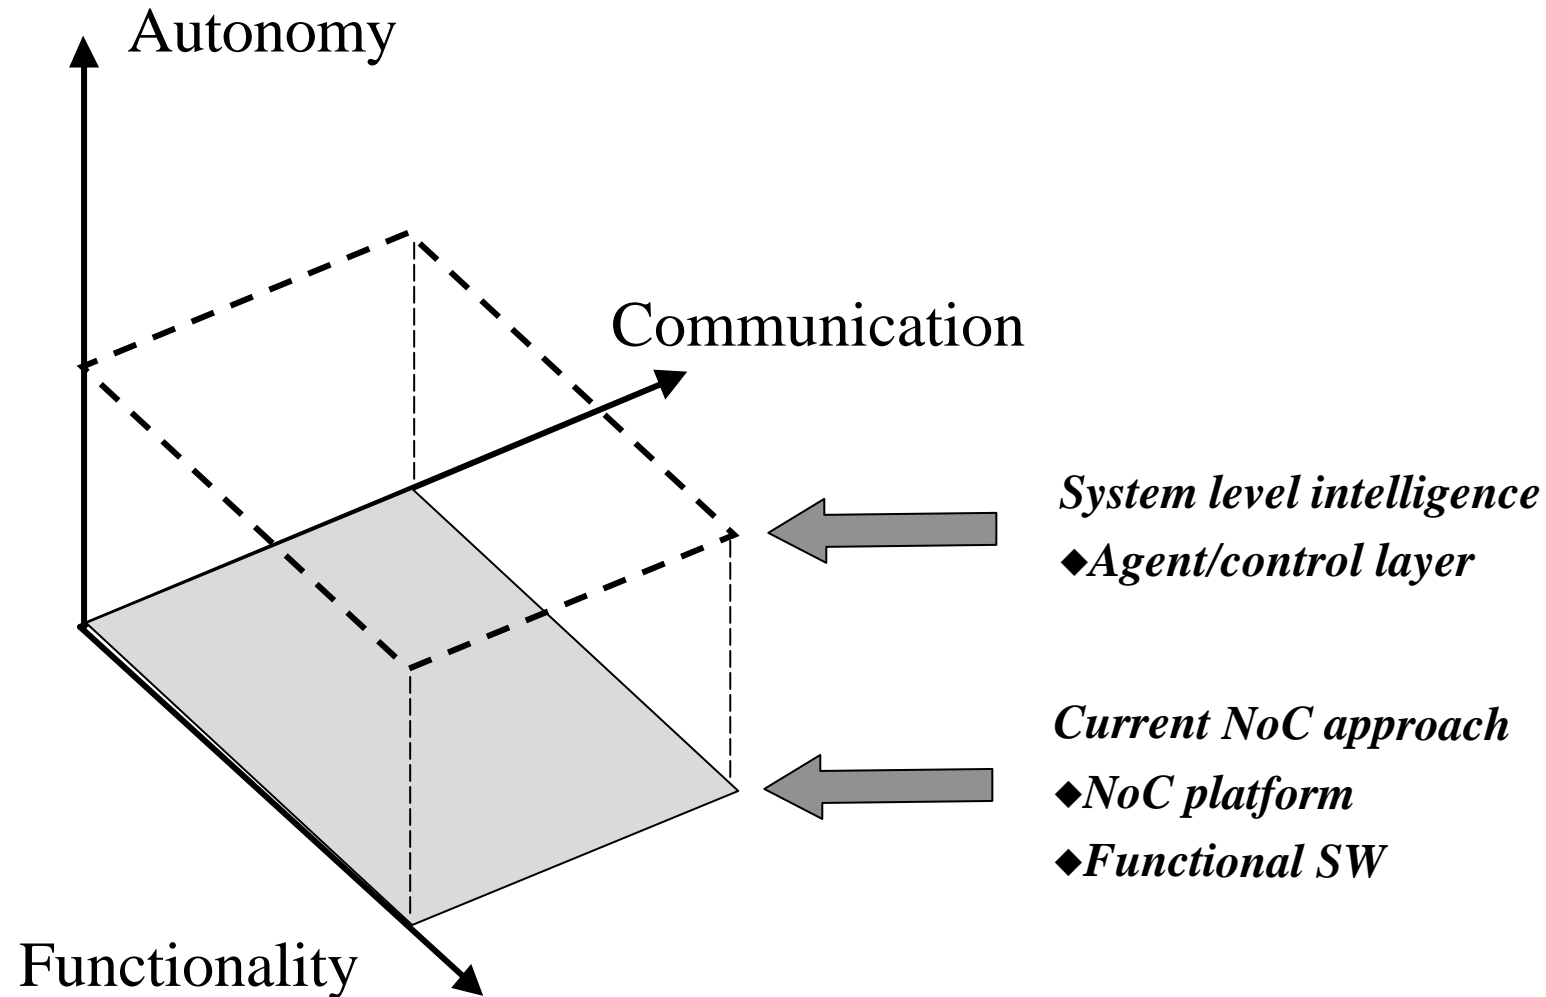 Autonomy
Communication
System level intelligence
◆Agent/control layer
Current NoC approach
◆NoC platform
◆Functional SW
Functionality